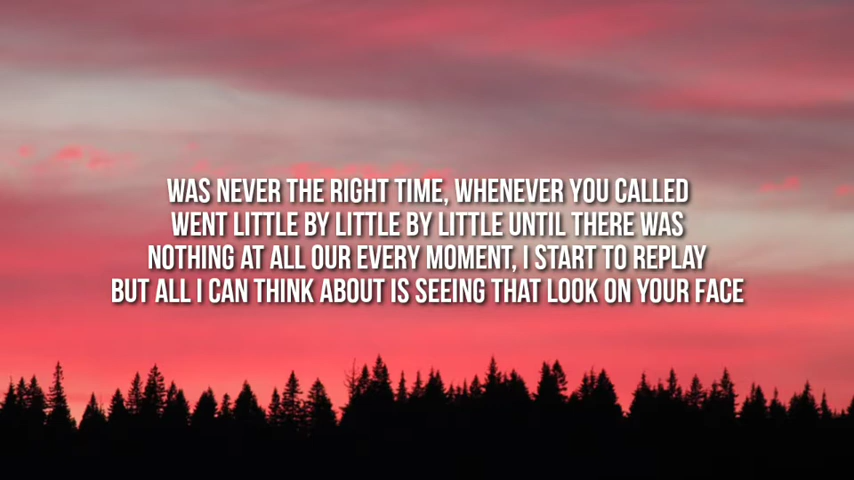 WAS NEVER THE RIGHT TIME, WHENEVER YOU CALLED
WENT LITTLE BY LITTLE BY LITTLE UNTIL THERE WAS
NOTHING AT ALL OUR EVERY MOMENT, I START TO REPLAY
BUT ALL I CAN THINK ABOUT IS SEEING THAT LOOK ON YOUR FACE